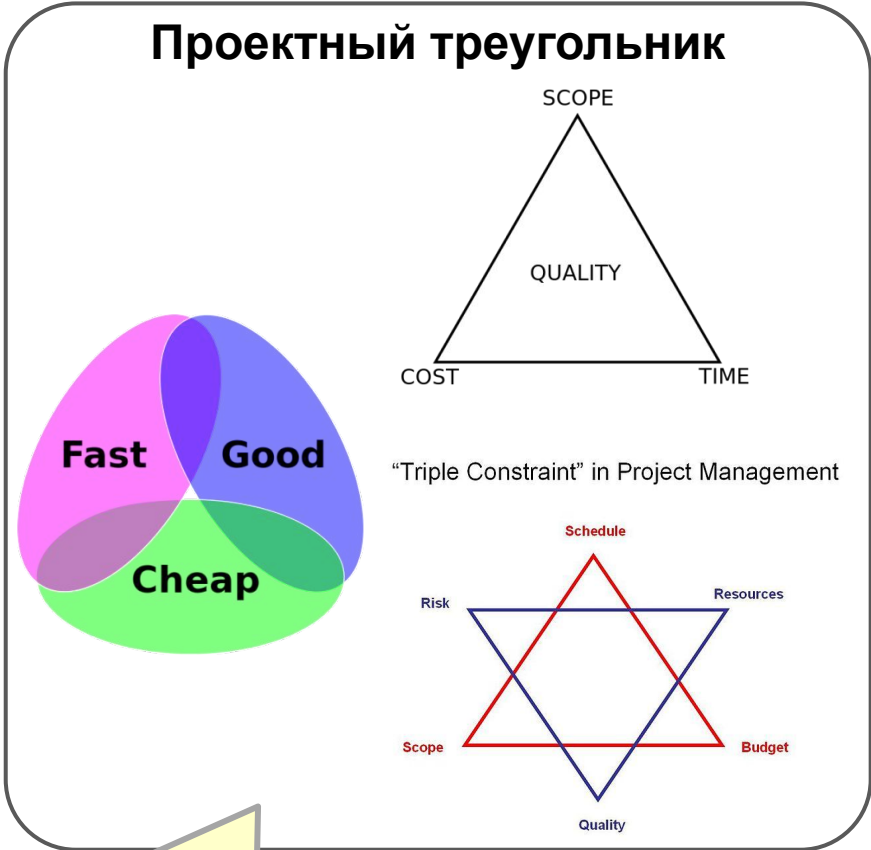 Проектный треугольник
SCOPE
QUALITY
COST
TIME
Fast
Good
Cheap
“Triple Constraint” in Project Management
Schedule
Risk
Resources
Scope
Budget
Quality